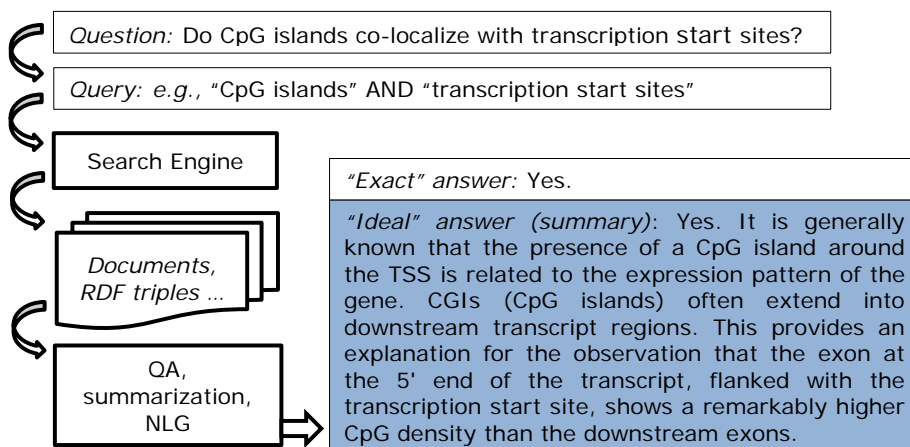 Question: Do CpG islands co-localize with transcription start sites?
Query: e.g., "CpG islands" AND "transcription start sites"
Search Engine
Documents,
RDF triples ...
QA,
summarization,
NLG
"Exact" answer: Yes.
"Ideal" answer (summary): Yes. It is generally
known that the presence of a CpG island around
the TSS is related to the expression pattern of the
gene. CGIs (CpG islands) often extend into
downstream transcript regions. This provides an
explanation for the observation that the exon at
the 5' end of the transcript, flanked with the
transcription start site, shows a remarkably higher
CpG density than the downstream exons.